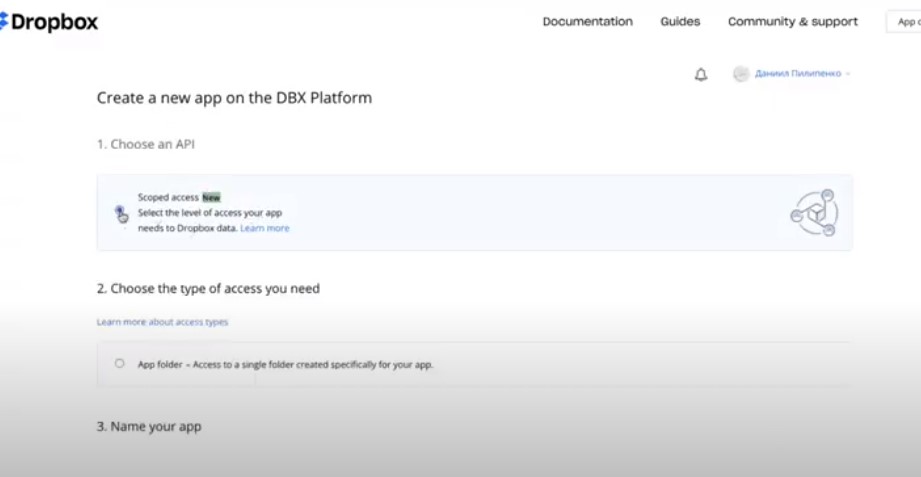 Dropbox
Documentation Guides Community & support App
Даниил Пилипенко
Create a new app on the DBX Platform
1. Choose an API
Scoped access New
Select the level of access your app
needs to Dropbox data. Learn more
2. Choose the type of access you need
Learn more about access types
App folder – Access to a single folder created specifically for your app.
3. Name your app